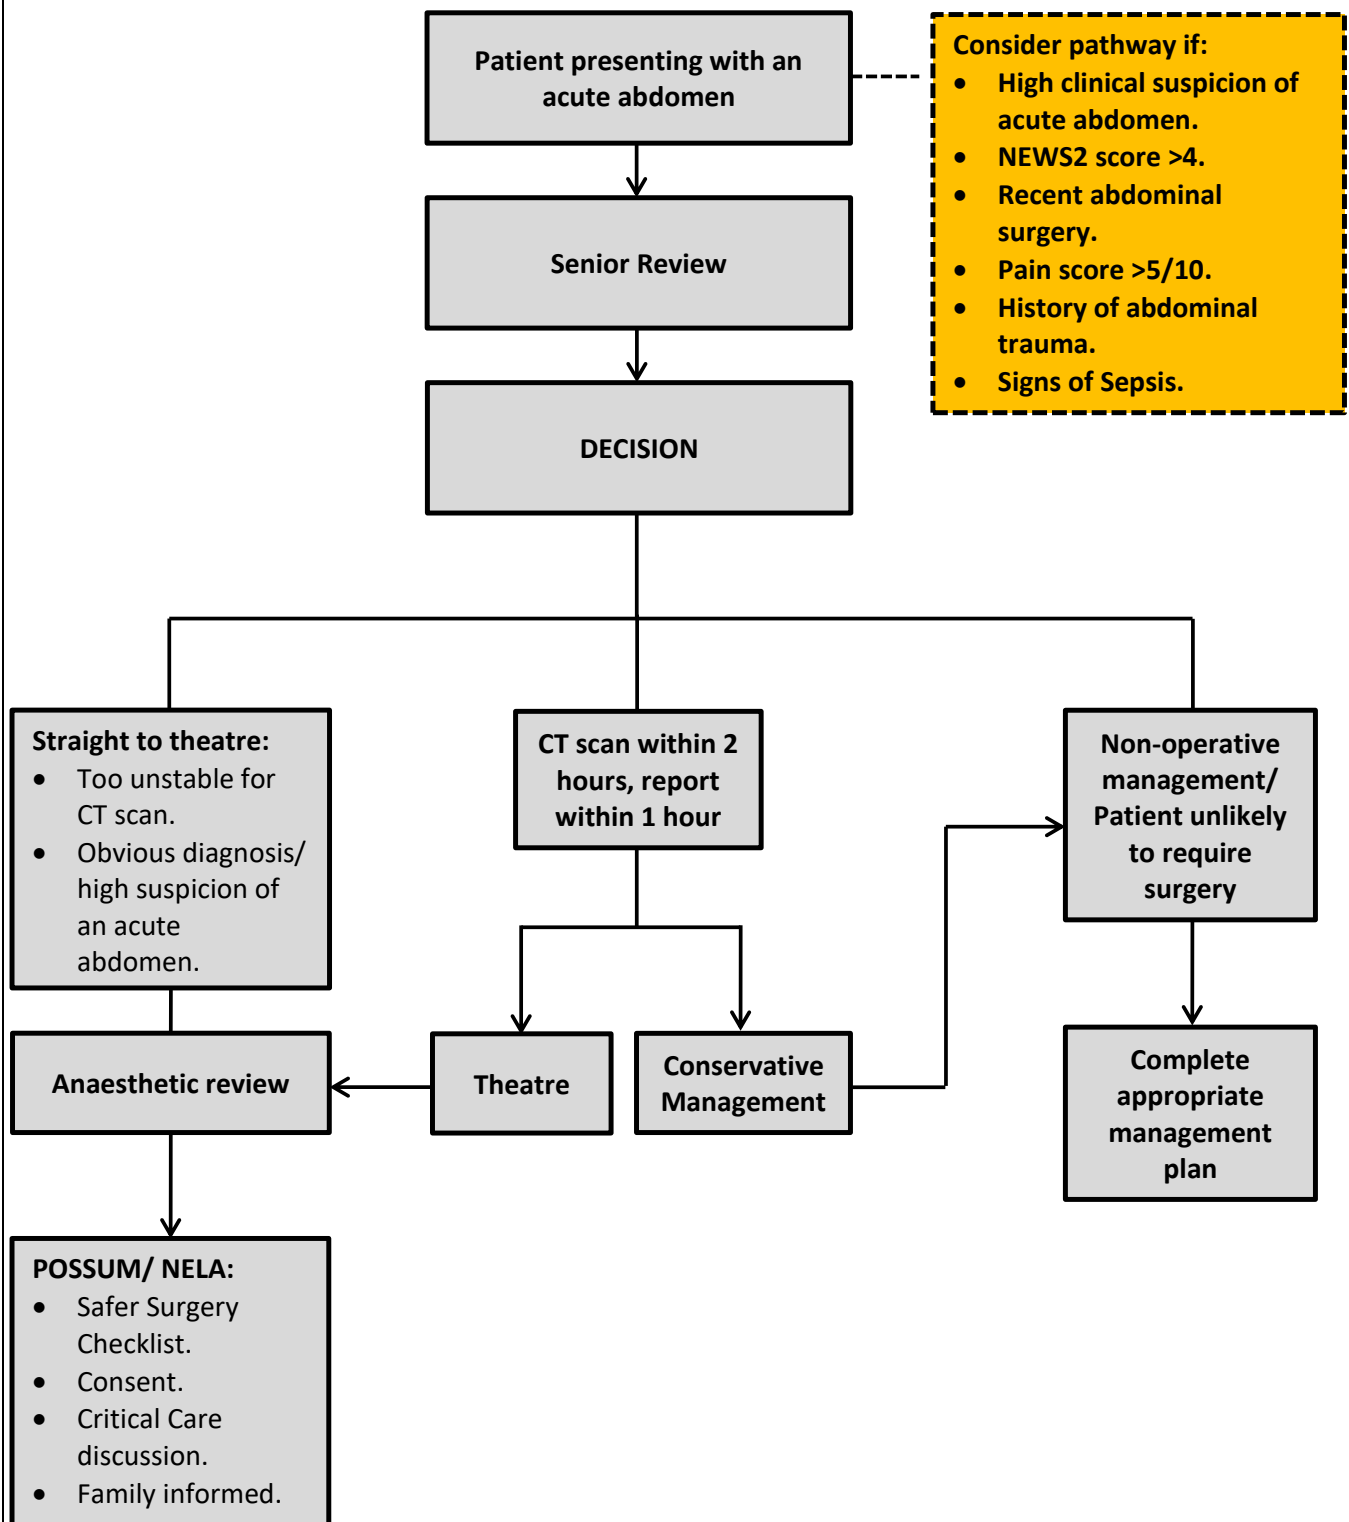 Patient presenting with an
acute abdomen
Consider pathway if:
• High clinical suspicion of
acute abdomen.
• NEWS2 score >4.
• Recent abdominal
surgery.
• Pain score >5/10.
• History of abdominal
trauma.
• Signs of Sepsis.
Senior Review
DECISION
Straight to theatre:
• Too unstable for
CT scan.
• Obvious diagnosis/
high suspicion of
an acute
abdomen.
CT scan within 2
hours, report
within 1 hour
Non-operative
management/
Patient unlikely
to require
surgery
Anaesthetic review
Theatre
Conservative
Management
Complete
appropriate
management
plan
POSSUM/ NELA:
• Safer Surgery
Checklist.
• Consent.
• Critical Care
discussion.
• Family informed.